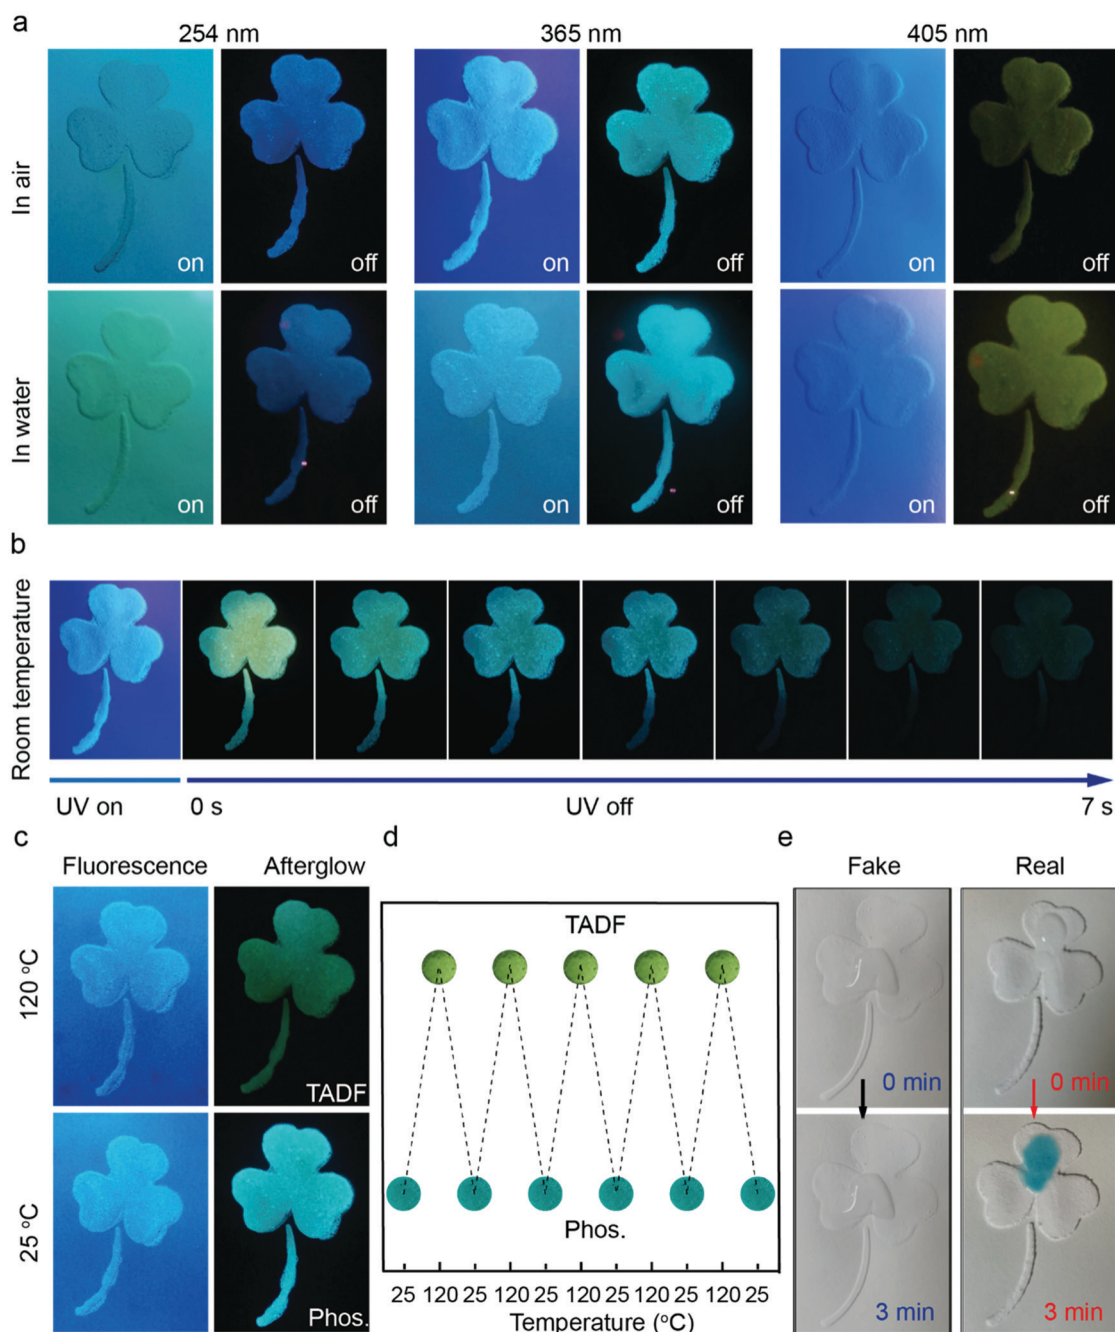 a
254 nm 365 nm 405 nm
In air
on off on off on off
In water
on off on off on off
b
Room temperature
UV on 0 s UV off 7 s
c d e
Fluorescence Afterglow
120 °C
TADF
25 °C
Phos.
TADF
Phos.
25 120 25 120 25 120 25 120 25 120 25
Temperature (°C)
Fake Real
0 min 0 min
3 min 3 min